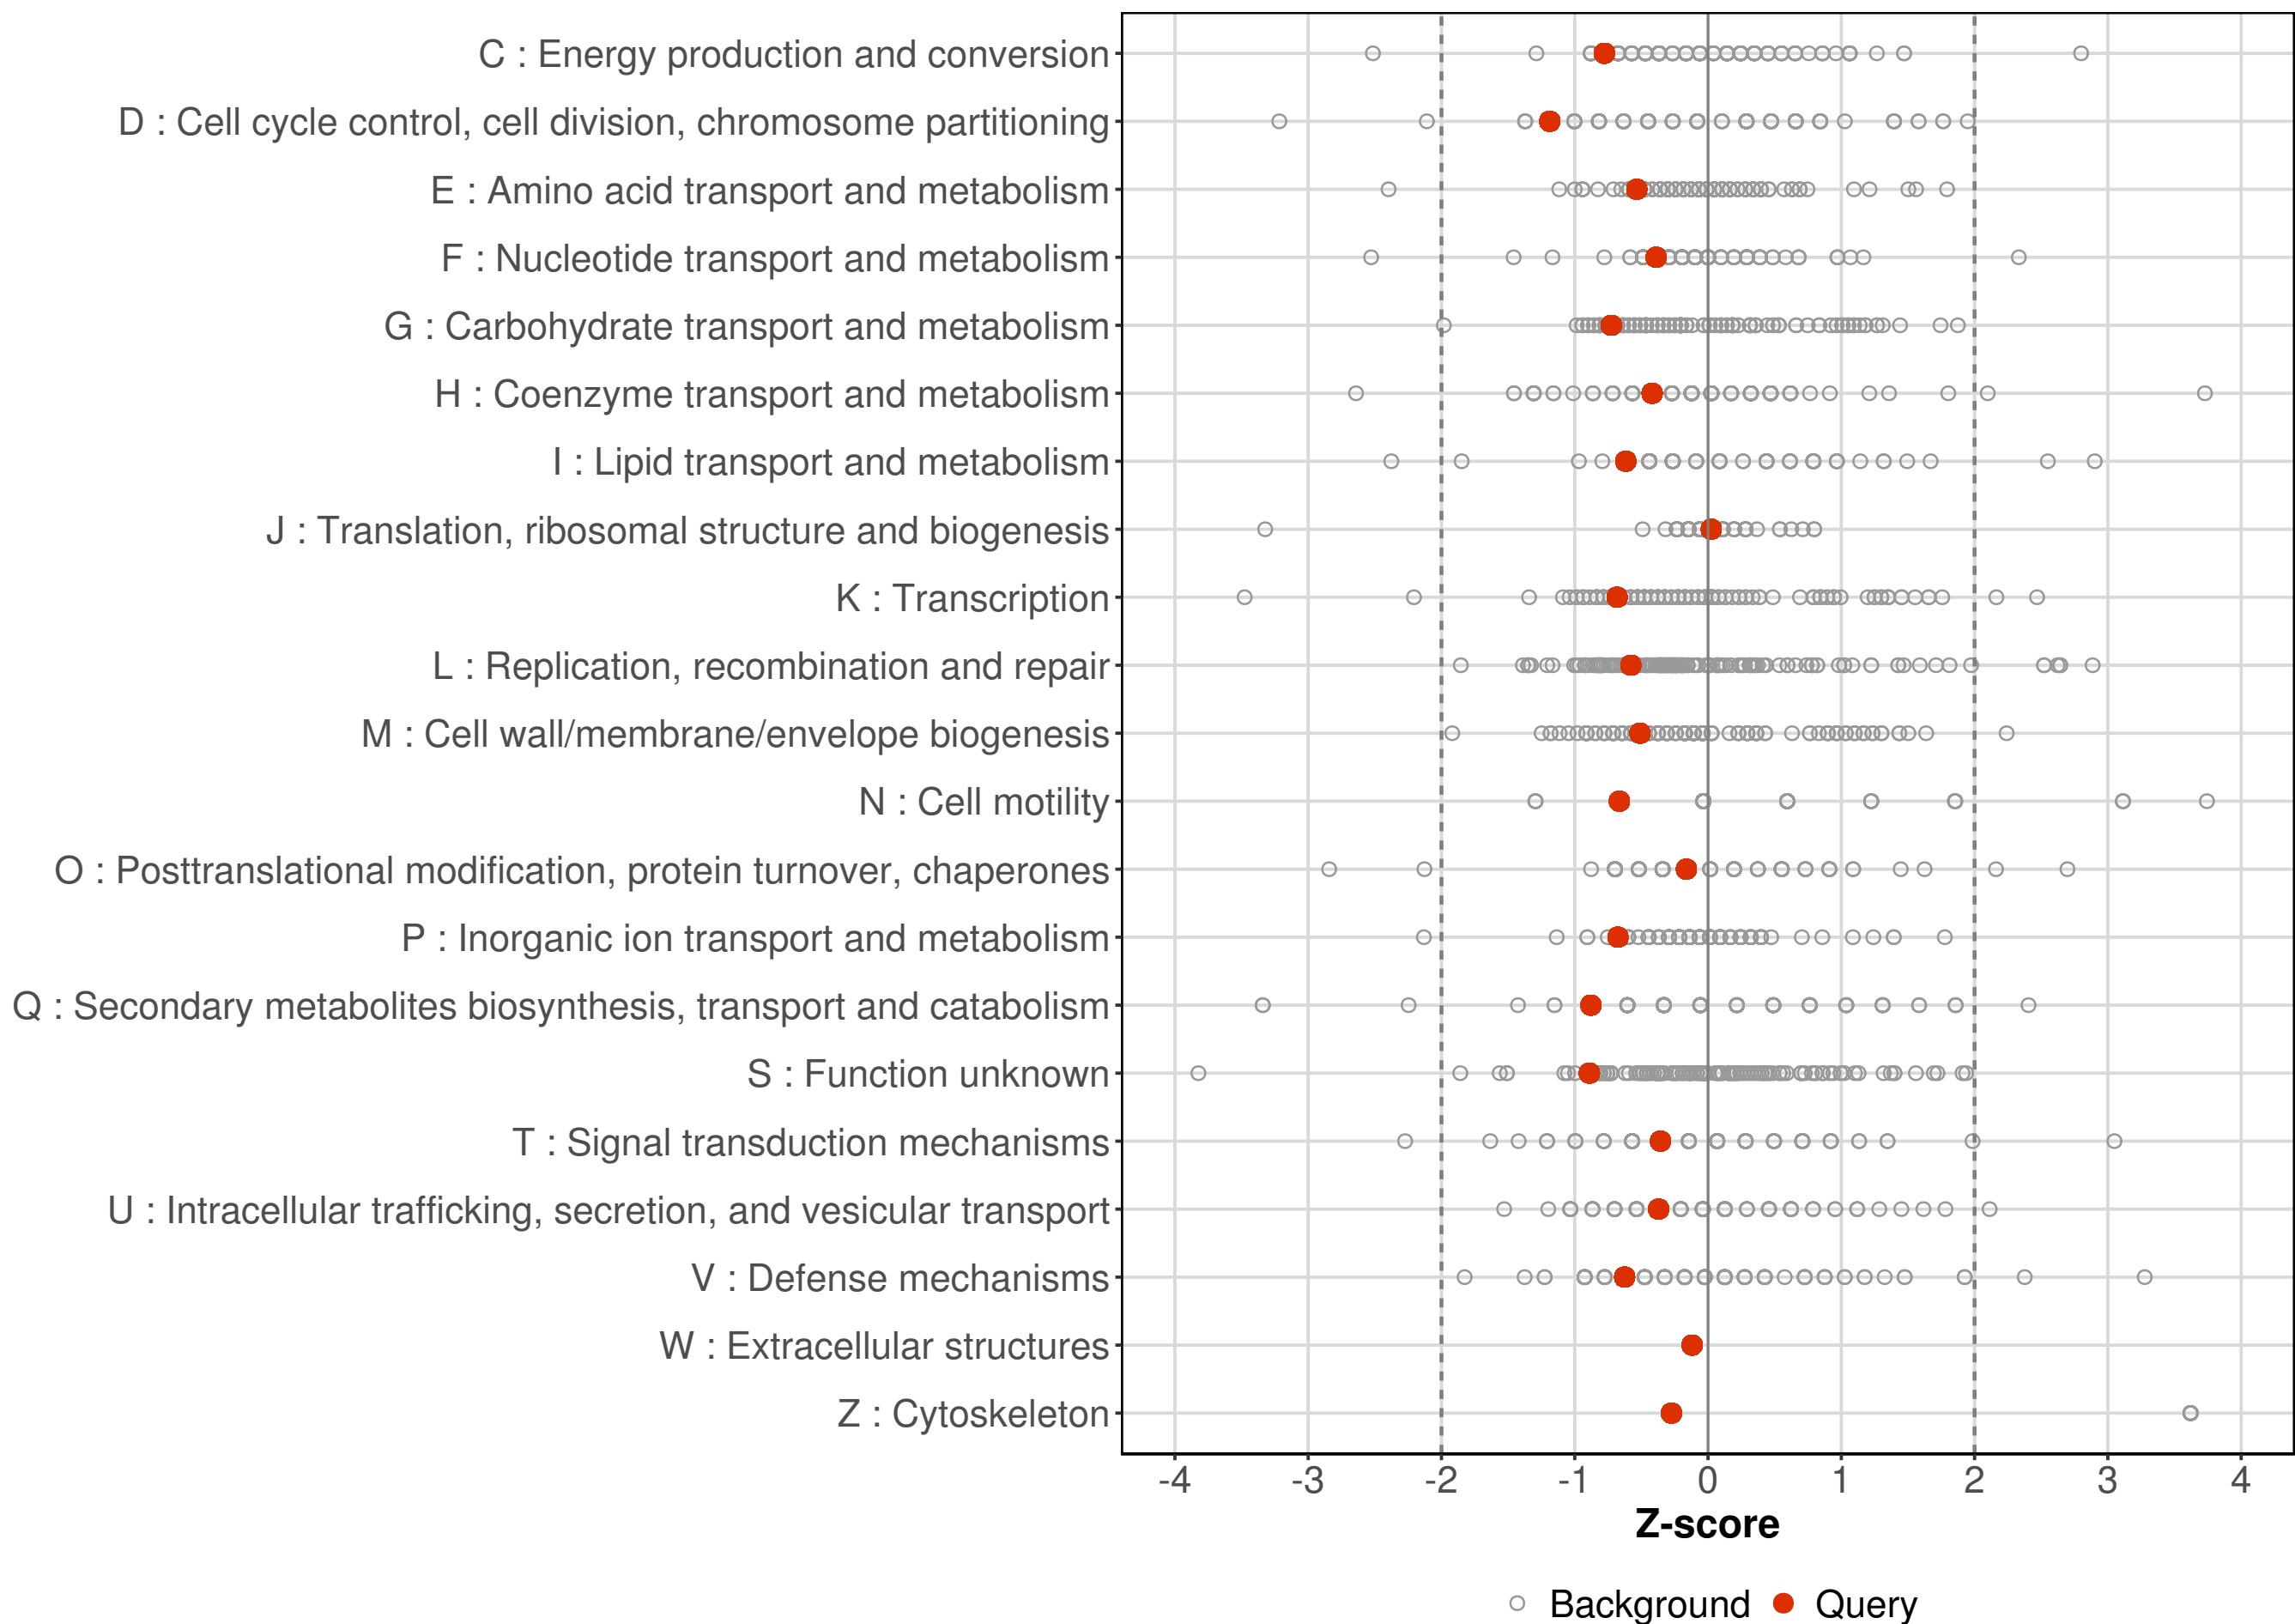 C : Energy production and conversion
D : Cell cycle control, cell division, chromosome partitioning
E : Amino acid transport and metabolism
F : Nucleotide transport and metabolism
G : Carbohydrate transport and metabolism
H : Coenzyme transport and metabolism
I : Lipid transport and metabolism
J : Translation, ribosomal structure and biogenesis
K : Transcription
L : Replication, recombination and repair
M : Cell wall/membrane/envelope biogenesis
N : Cell motility
O : Posttranslational modification, protein turnover, chaperones
P : Inorganic ion transport and metabolism
Q : Secondary metabolites biosynthesis, transport and catabolism
S : Function unknown
T : Signal transduction mechanisms
U : Intracellular trafficking, secretion, and vesicular transport
V : Defense mechanisms
W : Extracellular structures
Z : Cytoskeleton
-4 -3 -2 -1 0 1 2 3 4
Z-score
Background Query